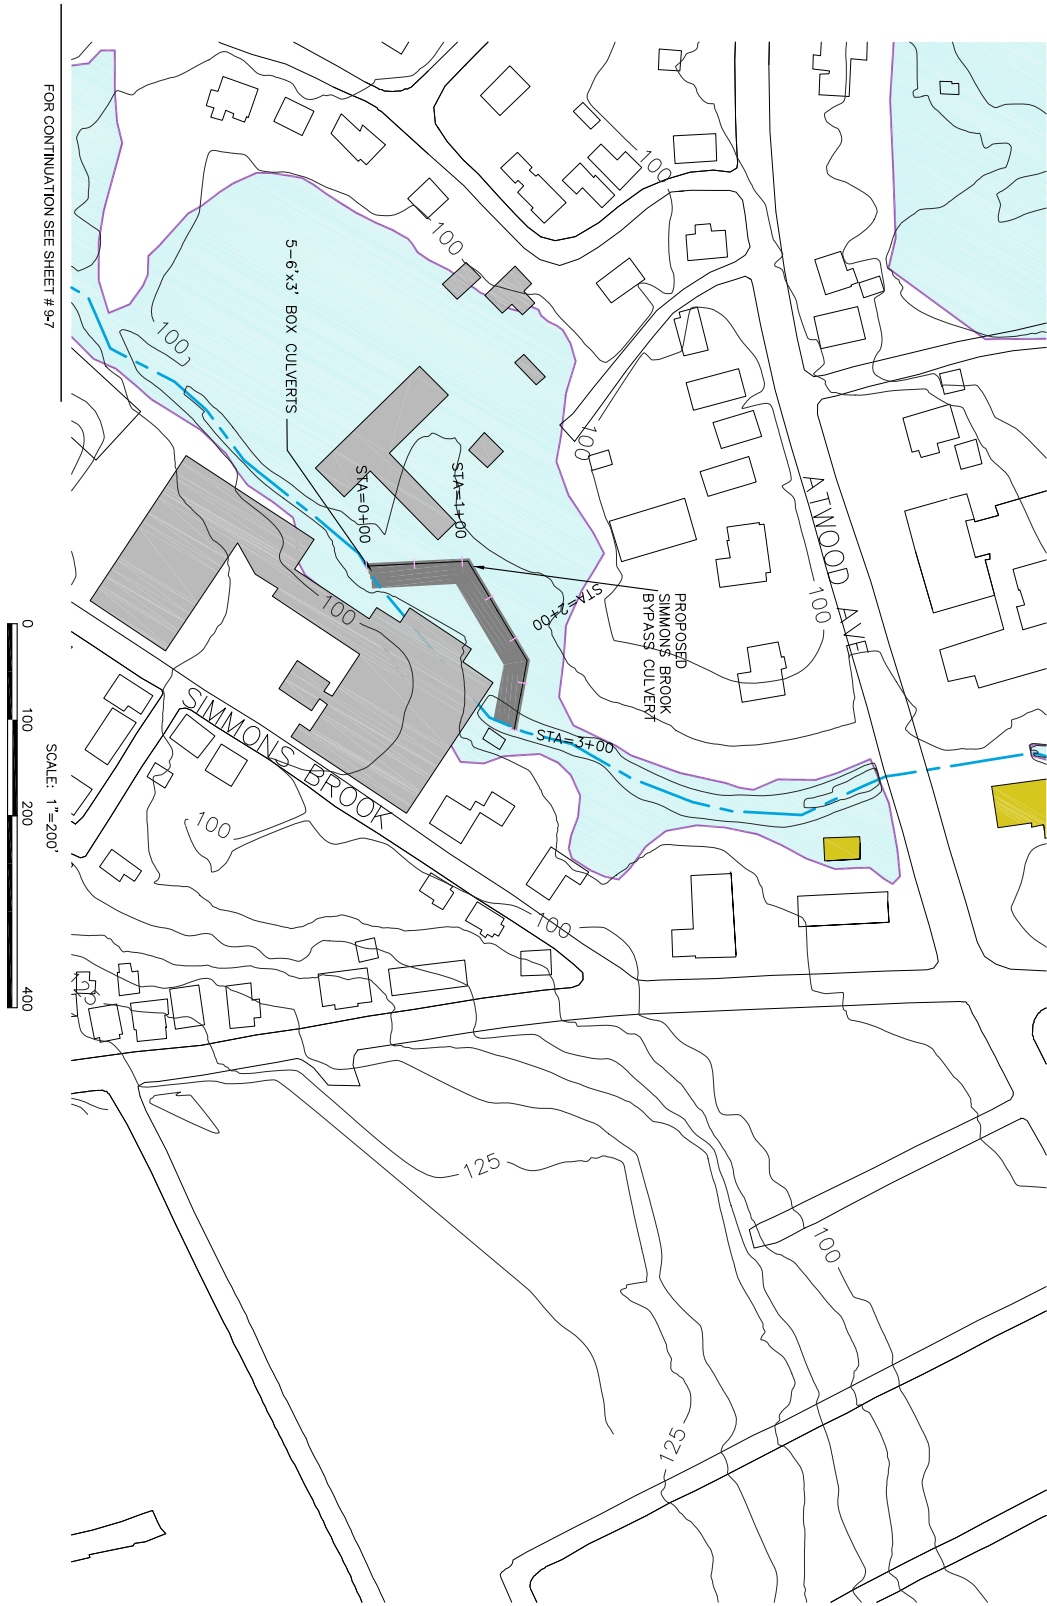 FOR CONTINUATION SEE SHEET # 9-7
5-6'x3' BOX CULVERTS
STA=0+00
STA=1+00
STA=2+00
STA=3+00
PROPOSED
SIMMONS BROOK
BYPASS CULVERT
ATWOOD AVE
SIMMONS BROOK
100
100
100
100
100
100
100
100
100
125
125
125
0
100
200
400
SCALE: 1"=200'